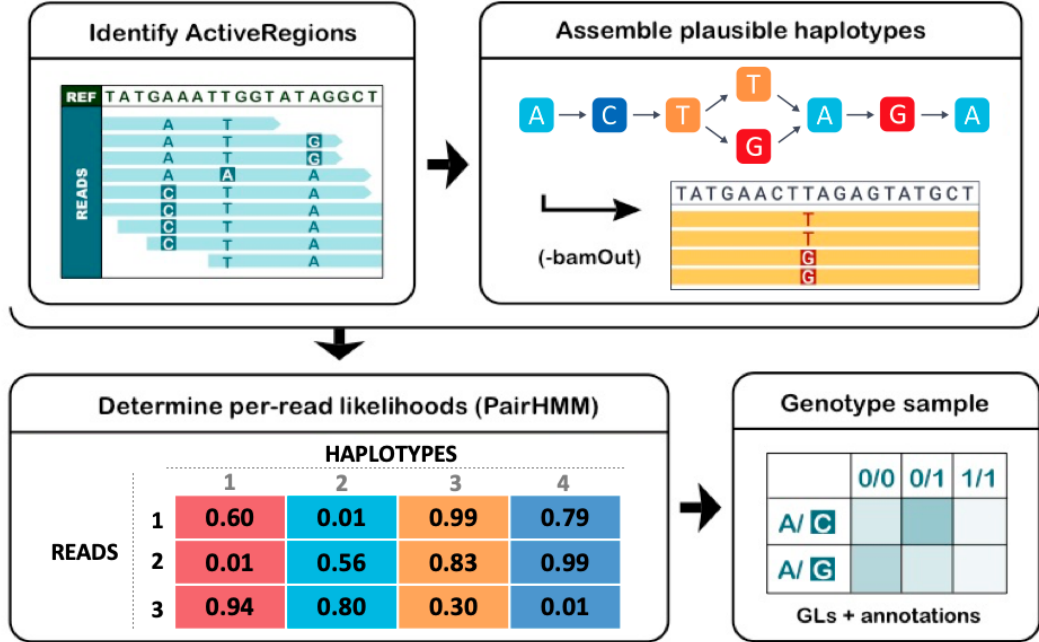 Identify ActiveRegions
REF TATGAAATTGGTATAGGCT
READS
A T
A T G
A T G
A A A
C T A
C T A
C T A
C T A
T A
Assemble plausible haplotypes
A C T T G A G A
(-bamOut)
TATGAACTTAGAGTATGCT
T
T
G
G
Determine per-read likelihoods (PairHMM)
HAPLOTYPES
1 2 3 4
READS
1 0.60 0.01 0.99 0.79
2 0.01 0.56 0.83 0.99
3 0.94 0.80 0.30 0.01
Genotype sample
0/0 0/1 1/1
A/ C
A/ G
GLs + annotations